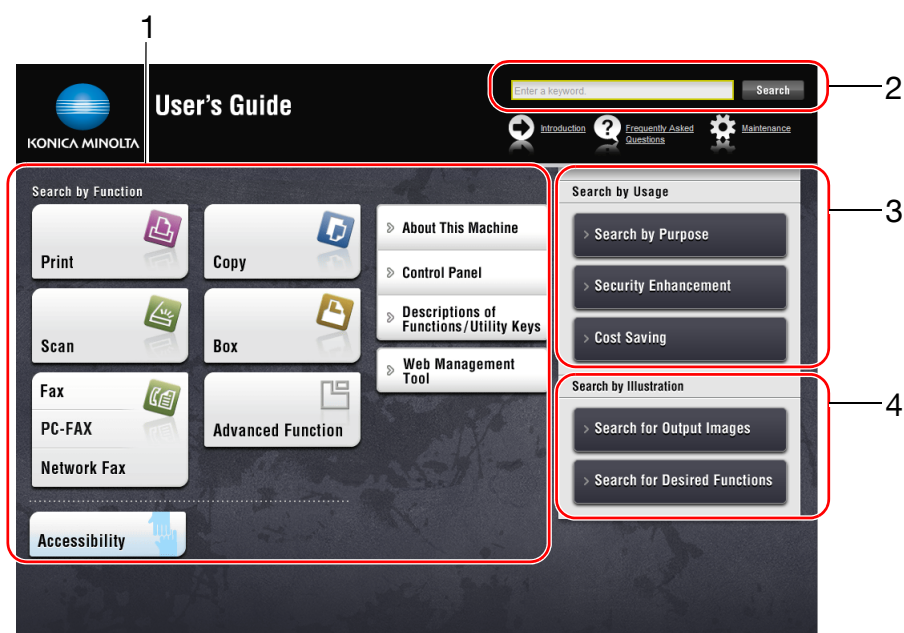 1
User's Guide
KONICA MINOLTA
Enter a keyword.
Search
2
Introduction
Frequently Asked
Questions
Maintenance
Search by Function
Print
Copy
Scan
Box
Fax
PC-FAX
Network Fax
Advanced Function
Accessibility
About This Machine
Control Panel
Descriptions of
Functions/Utility Keys
Web Management
Tool
Search by Usage
Search by Purpose
Security Enhancement
Cost Saving
3
Search by Illustration
Search for Output Images
Search for Desired Functions
4